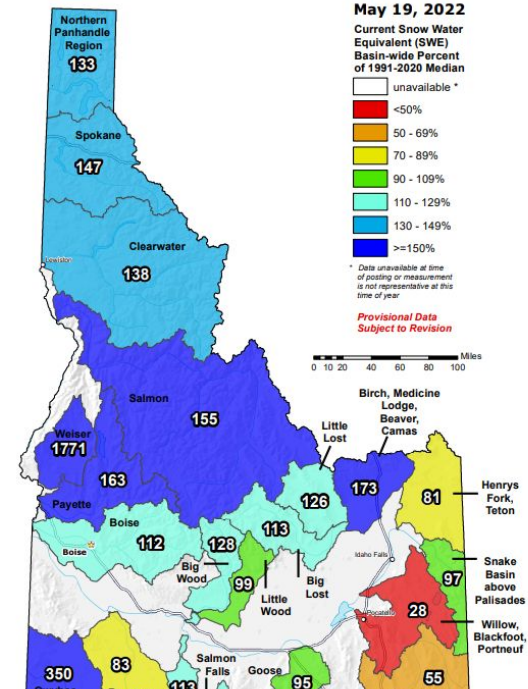 May 19, 2022
Current Snow Water
Equivalent (SWE)
Basin-wide Percent
of 1991-2020 Median
unavailable *
<50%
50 - 69%
70 - 89%
90 - 109%
110 - 129%
130 - 149%
>=150%
* Data unavailable at time
of posting or measurement
is not representative at this
time of year
Provisional Data
Subject to Revision
Miles
0 10 20 40 60 80 100
Northern
Panhandle
Region
133
Spokane
147
Clearwater
138
Lewiston
Salmon
155
Weiser
1771
163
Payette
Boise
112
Boise
Little
Lost
126
Birch, Medicine
Lodge,
Beaver,
Camas
173
81
Henrys
Fork,
Teton
128
113
Big
Wood
99
Little
Wood
Big
Lost
Idaho Falls
97
Snake
Basin
above
Palisades
28
Pocatello
Willow,
Blackfoot,
Portneuf
350
83
113
Salmon
Falls
Goose
95
55